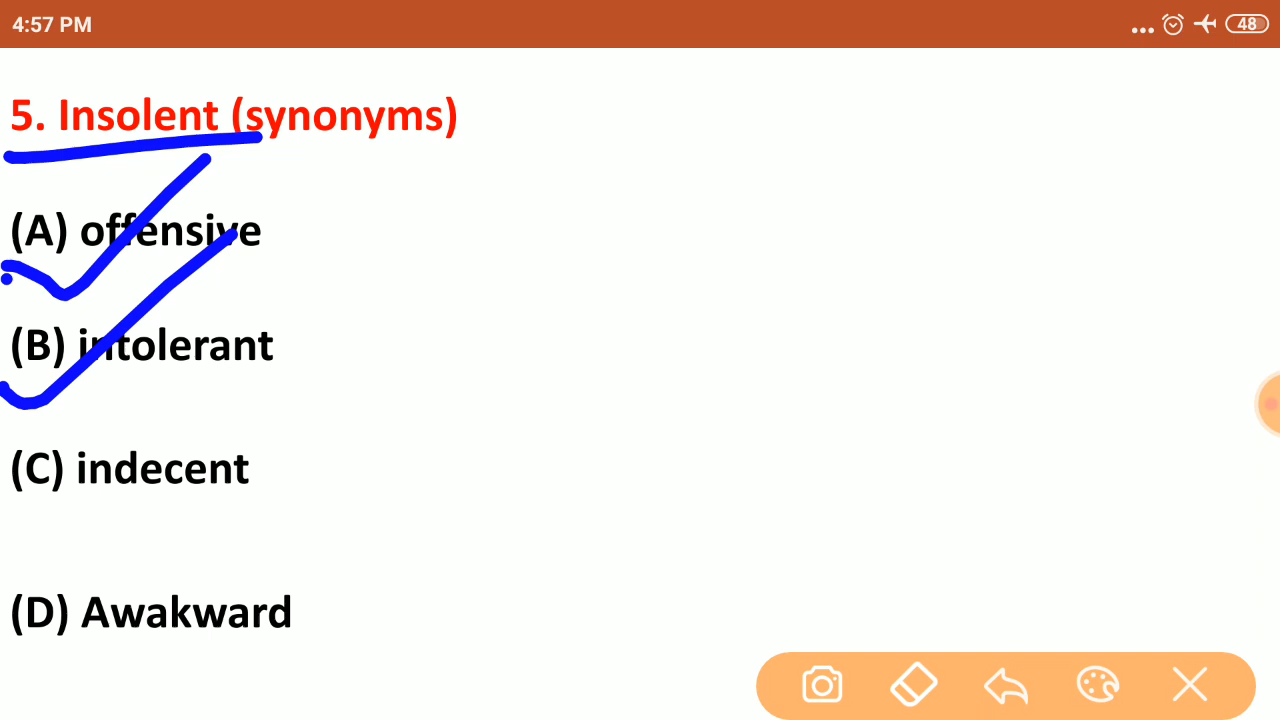 4:57 PM
48
5. Insolent (synonyms)
(A) offensive
(B) intolerant
(C) indecent
(D) Awakward